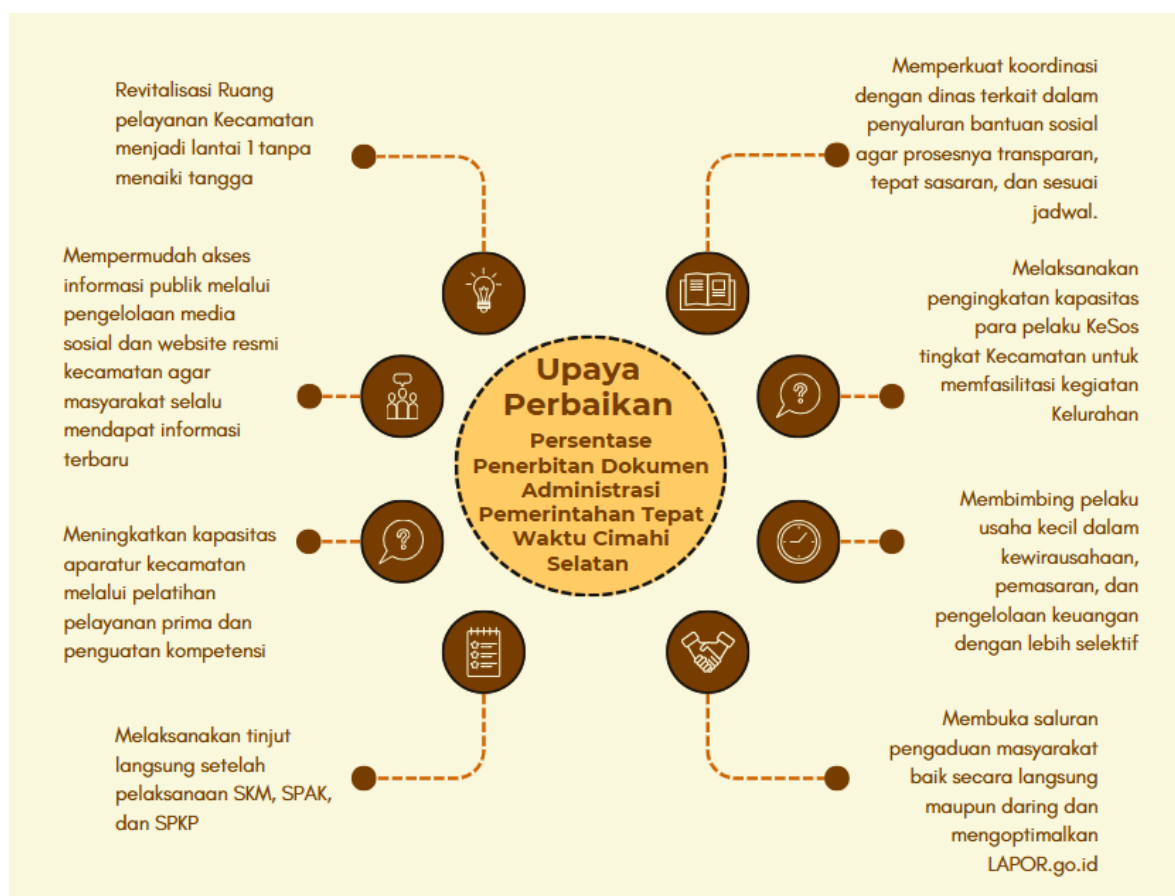 Revitalisasi Ruang
pelayanan Kecamatan
menjadi lantai 1 tanpa
menaiki tangga
Mempermudah akses
informasi publik melalui
pengelolaan media
sosial dan website resmi
kecamatan agar
masyarakat selalu
mendapat informasi
terbaru
Meningkatkan kapasitas
aparatur kecamatan
melalui pelatihan
pelayanan prima dan
penguatan kompetensi
Melaksanakan tinjut
langsung setelah
pelaksanaan SKM, SPAK,
dan SPKP
Upaya
Perbaikan
Persentase
Penerbitan Dokumen
Administrasi
Pemerintahan Tepat
Waktu Cimahi
Selatan
Memperkuat koordinasi
dengan dinas terkait dalam
penyaluran bantuan sosial
agar prosesnya transparan,
tepat sasaran, dan sesuai
jadwal.
Melaksanakan
pengingkatan kapasitas
para pelaku KeSos
tingkat Kecamatan untuk
memfasilitasi kegiatan
Kelurahan
Membimbing pelaku
usaha kecil dalam
kewirausahaan,
pemasaran, dan
pengelolaan keuangan
dengan lebih selektif
Membuka saluran
pengaduan masyarakat
baik secara langsung
maupun daring dan
mengoptimalkan
LAPOR.go.id